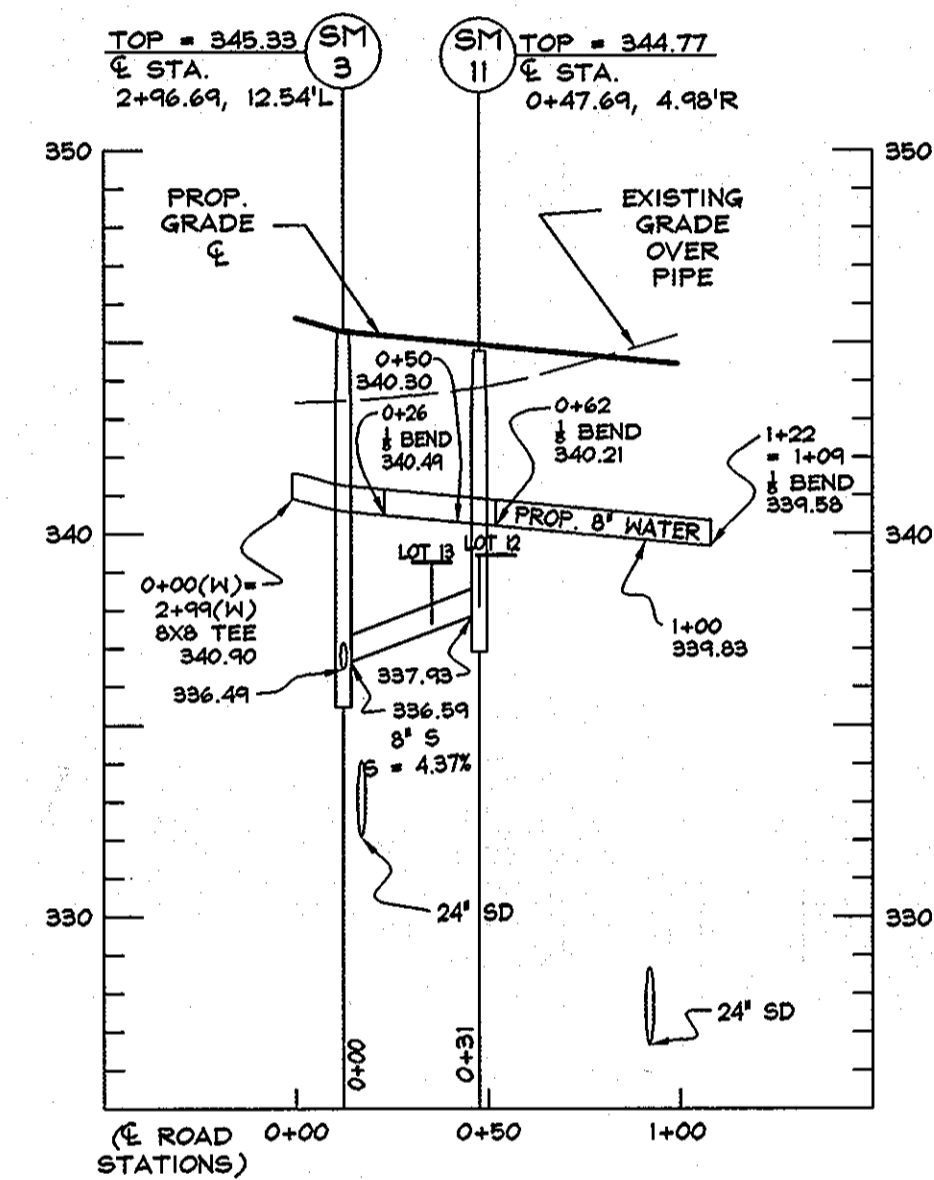 TOP = 345.33
℄ STA.
2+96.69, 12.54'L
SM
3
SM
11
TOP = 344.77
℄ STA.
0+47.69, 4.98'R
350
350
PROP.
GRADE
℄
EXISTING
GRADE
OVER
PIPE
0+50
340.30
0+26
⅛ BEND
340.49
0+62
⅛ BEND
340.21
1+22
= 1+09
⅛ BEND
339.58
340
PROP. 8" WATER
340
LOT 13
LOT 12
0+00(W)=
2+99(W)
8X8 TEE
340.90
1+00
339.83
336.49
337.93
336.59
8" S
S = 4.37%
330
24" SD
330
24" SD
0+00
0+31
(℄ ROAD
STATIONS)
0+00
0+50
1+00